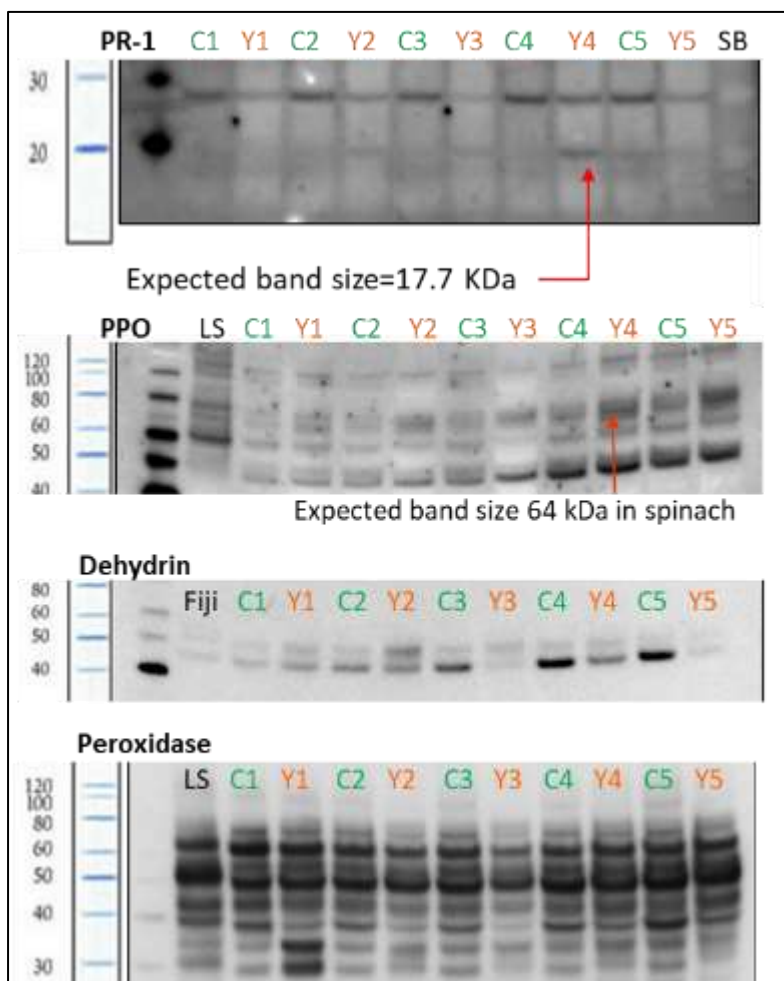 PR-1 C1 Y1 C2 Y2 C3 Y3 C4 Y4 C5 Y5 SB
30
20
Expected band size=17.7 KDa
PPO LS C1 Y1 C2 Y2 C3 Y3 C4 Y4 C5 Y5
120
100
80
60
50
40
Expected band size 64 kDa in spinach
Dehydrin
80
Fiji C1 Y1 C2 Y2 C3 Y3 C4 Y4 C5 Y5
60
50
40
Peroxidase
LS C1 Y1 C2 Y2 C3 Y3 C4 Y4 C5 Y5
120
100
80
60
50
40
30